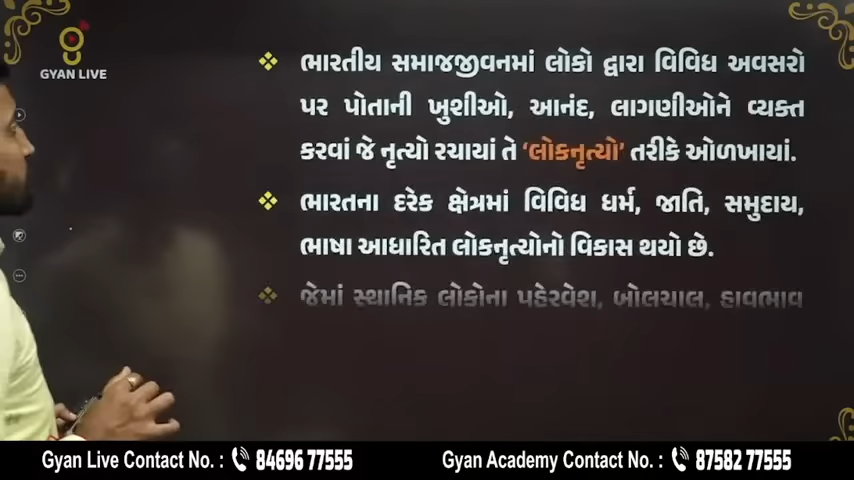 GYAN LIVE
❖ ભારતીય સમાજજીવનમાં લોકો દ્વારા વિવિધ અવસરો
પર પોતાની ખુશીઓ, આનંદ, લાગણીઓને વ્યક્ત
કરવાં જે નૃત્યો રચાયાં તે ‘લોકનૃત્યો’ તરીકે ઓળખાયાં.
❖ ભારતના દરેક ક્ષેત્રમાં વિવિધ ધર્મ, જાતિ, સમુદાય,
ભાષા આધારિત લોકનૃત્યોનો વિકાસ થયો છે.
❖ જેમાં સ્થાનિક લોકોના પહેરવેશ, બોલચાલ, હાવભાવ
Gyan Live Contact No. : 84696 77555
Gyan Academy Contact No. : 87582 77555